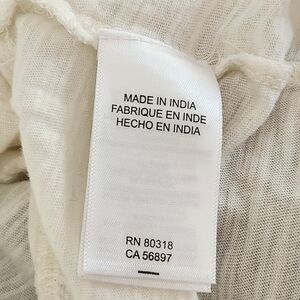 MADE IN INDIA
FABRIQUE EN INDE
HECHO EN INDIA
RN 80318
CA 56897